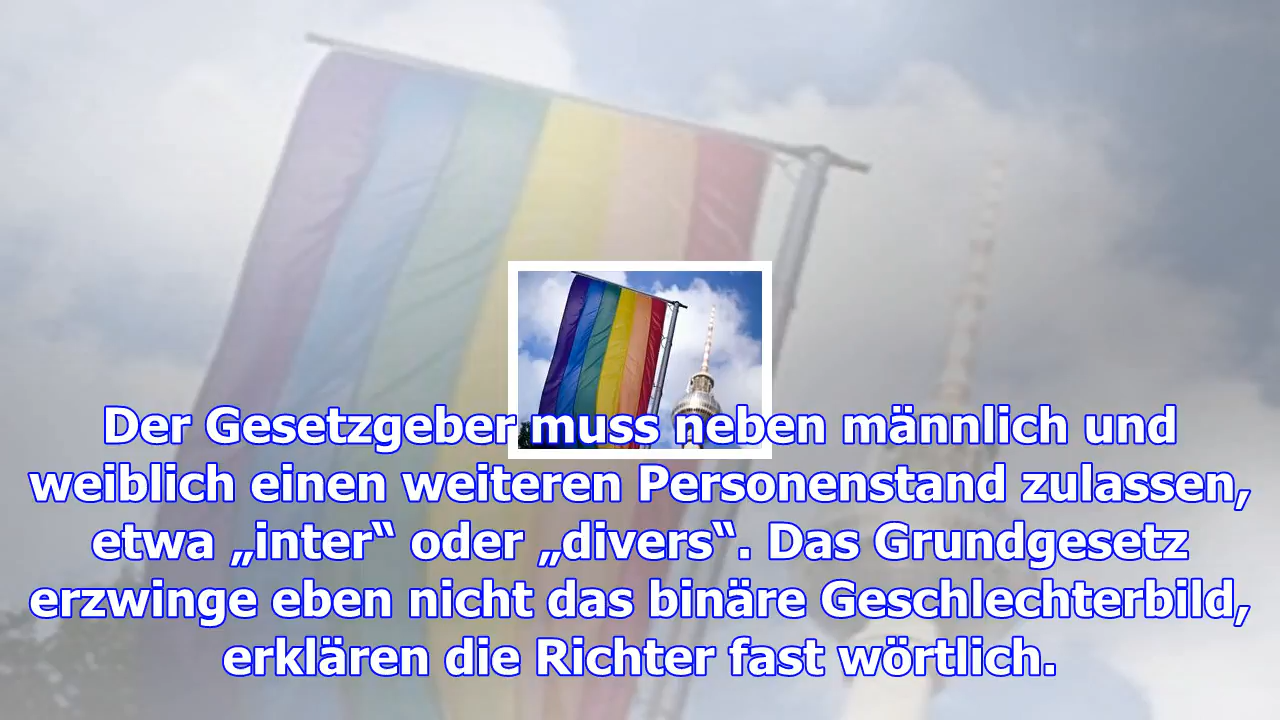 Der Gesetzgeber muss neben männlich und
weiblich einen weiteren Personenstand zulassen,
etwa „inter“ oder „divers“. Das Grundgesetz
erzwinge eben nicht das binäre Geschlechterbild,
erklären die Richter fast wörtlich.